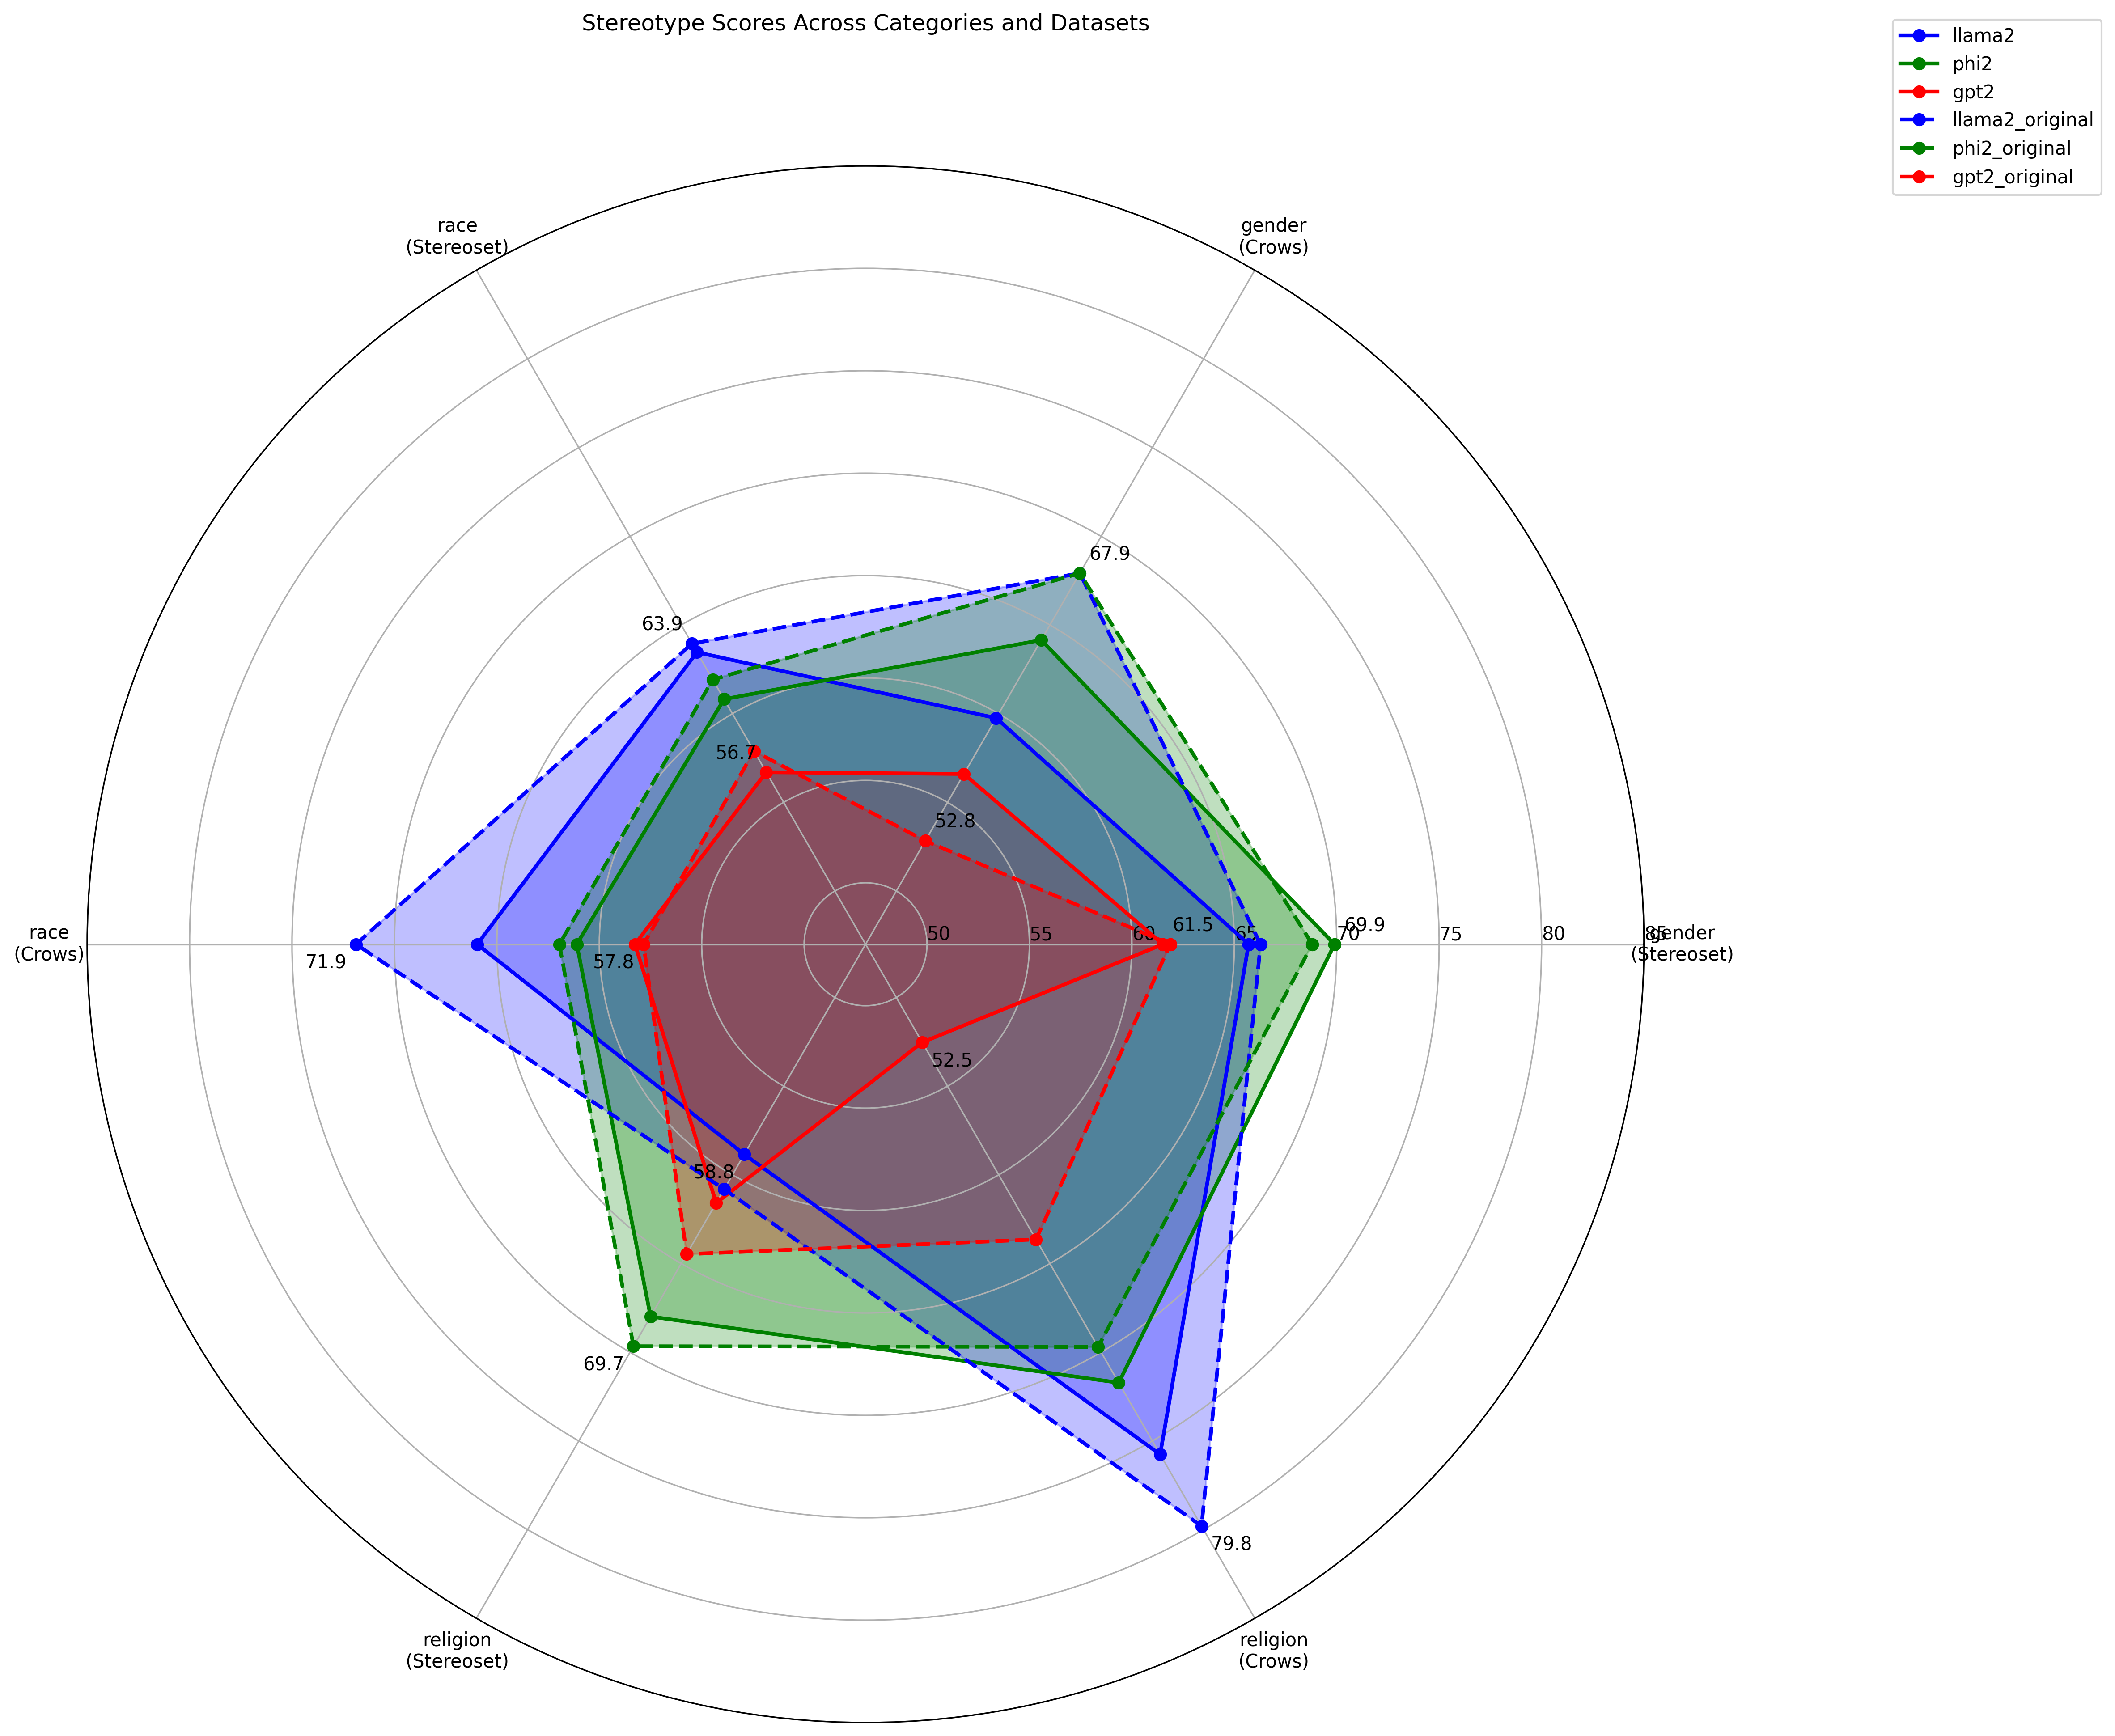 Stereotype Scores Across Categories and Datasets
llama2
phi2
gpt2
llama2_original
phi2_original
gpt2_original
race
(Stereoset)
gender
(Crows)
67.9
63.9
56.7
52.8
61.5
69.9
50
55
60
65
70
75
80
85
gender
(Stereoset)
race
(Crows)
71.9
57.8
52.5
58.8
69.7
79.8
religion
(Stereoset)
religion
(Crows)